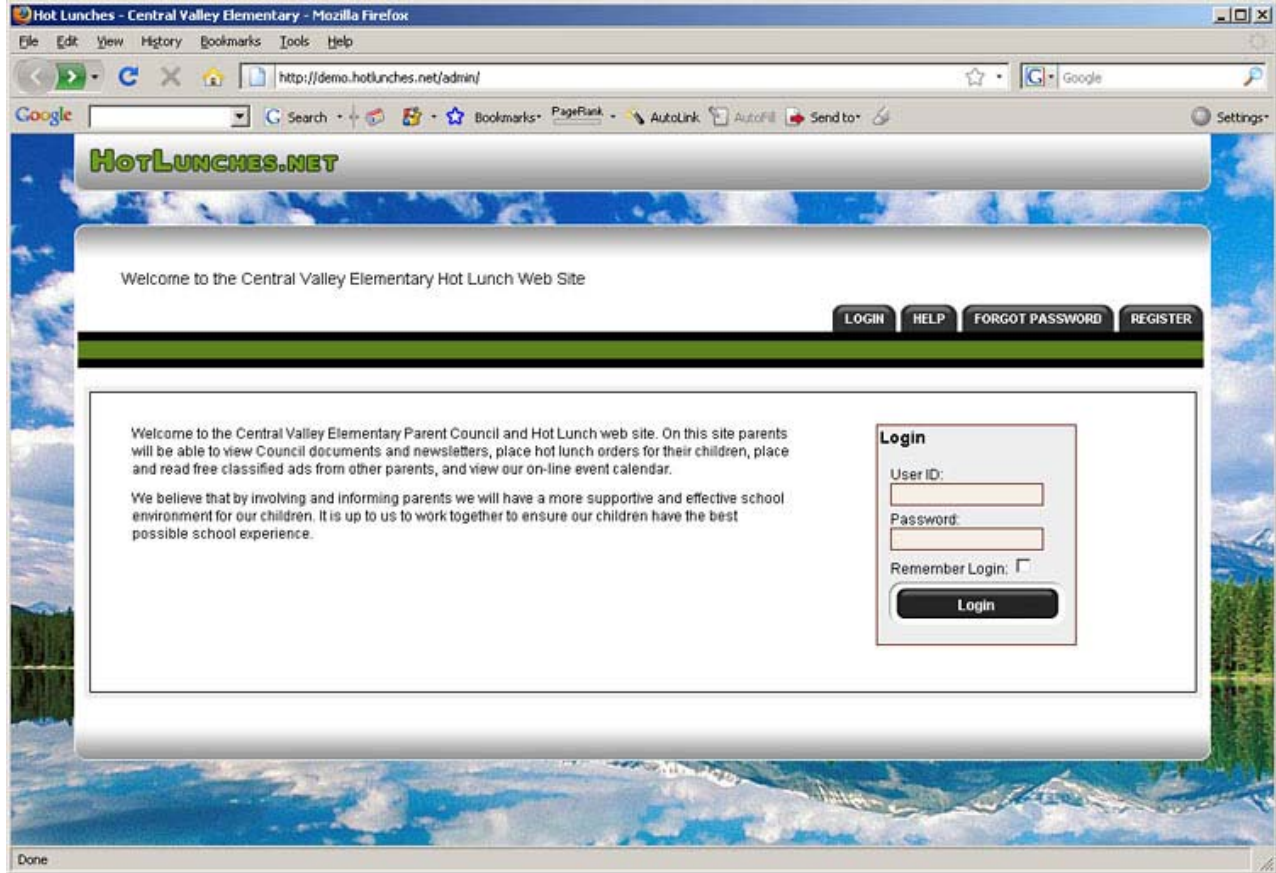 Hot Lunches - Central Valley Elementary - Mozilla Firefox
File Edit View History Bookmarks Tools Help
http://demo.hotlunches.net/admin/
G Google
Google G Search Bookmarks PageRank AutoLink AutoFill Send to Settings
HotLunches.net
Welcome to the Central Valley Elementary Hot Lunch Web Site
LOGIN HELP FORGOT PASSWORD REGISTER
Welcome to the Central Valley Elementary Parent Council and Hot Lunch web site. On this site parents
will be able to view Council documents and newsletters, place hot lunch orders for their children, place
and read free classified ads from other parents, and view our on-line event calendar.
We believe that by involving and informing parents we will have a more supportive and effective school
environment for our children. It is up to us to work together to ensure our children have the best
possible school experience.
Login
User ID:
Password:
Remember Login:
Login
Done